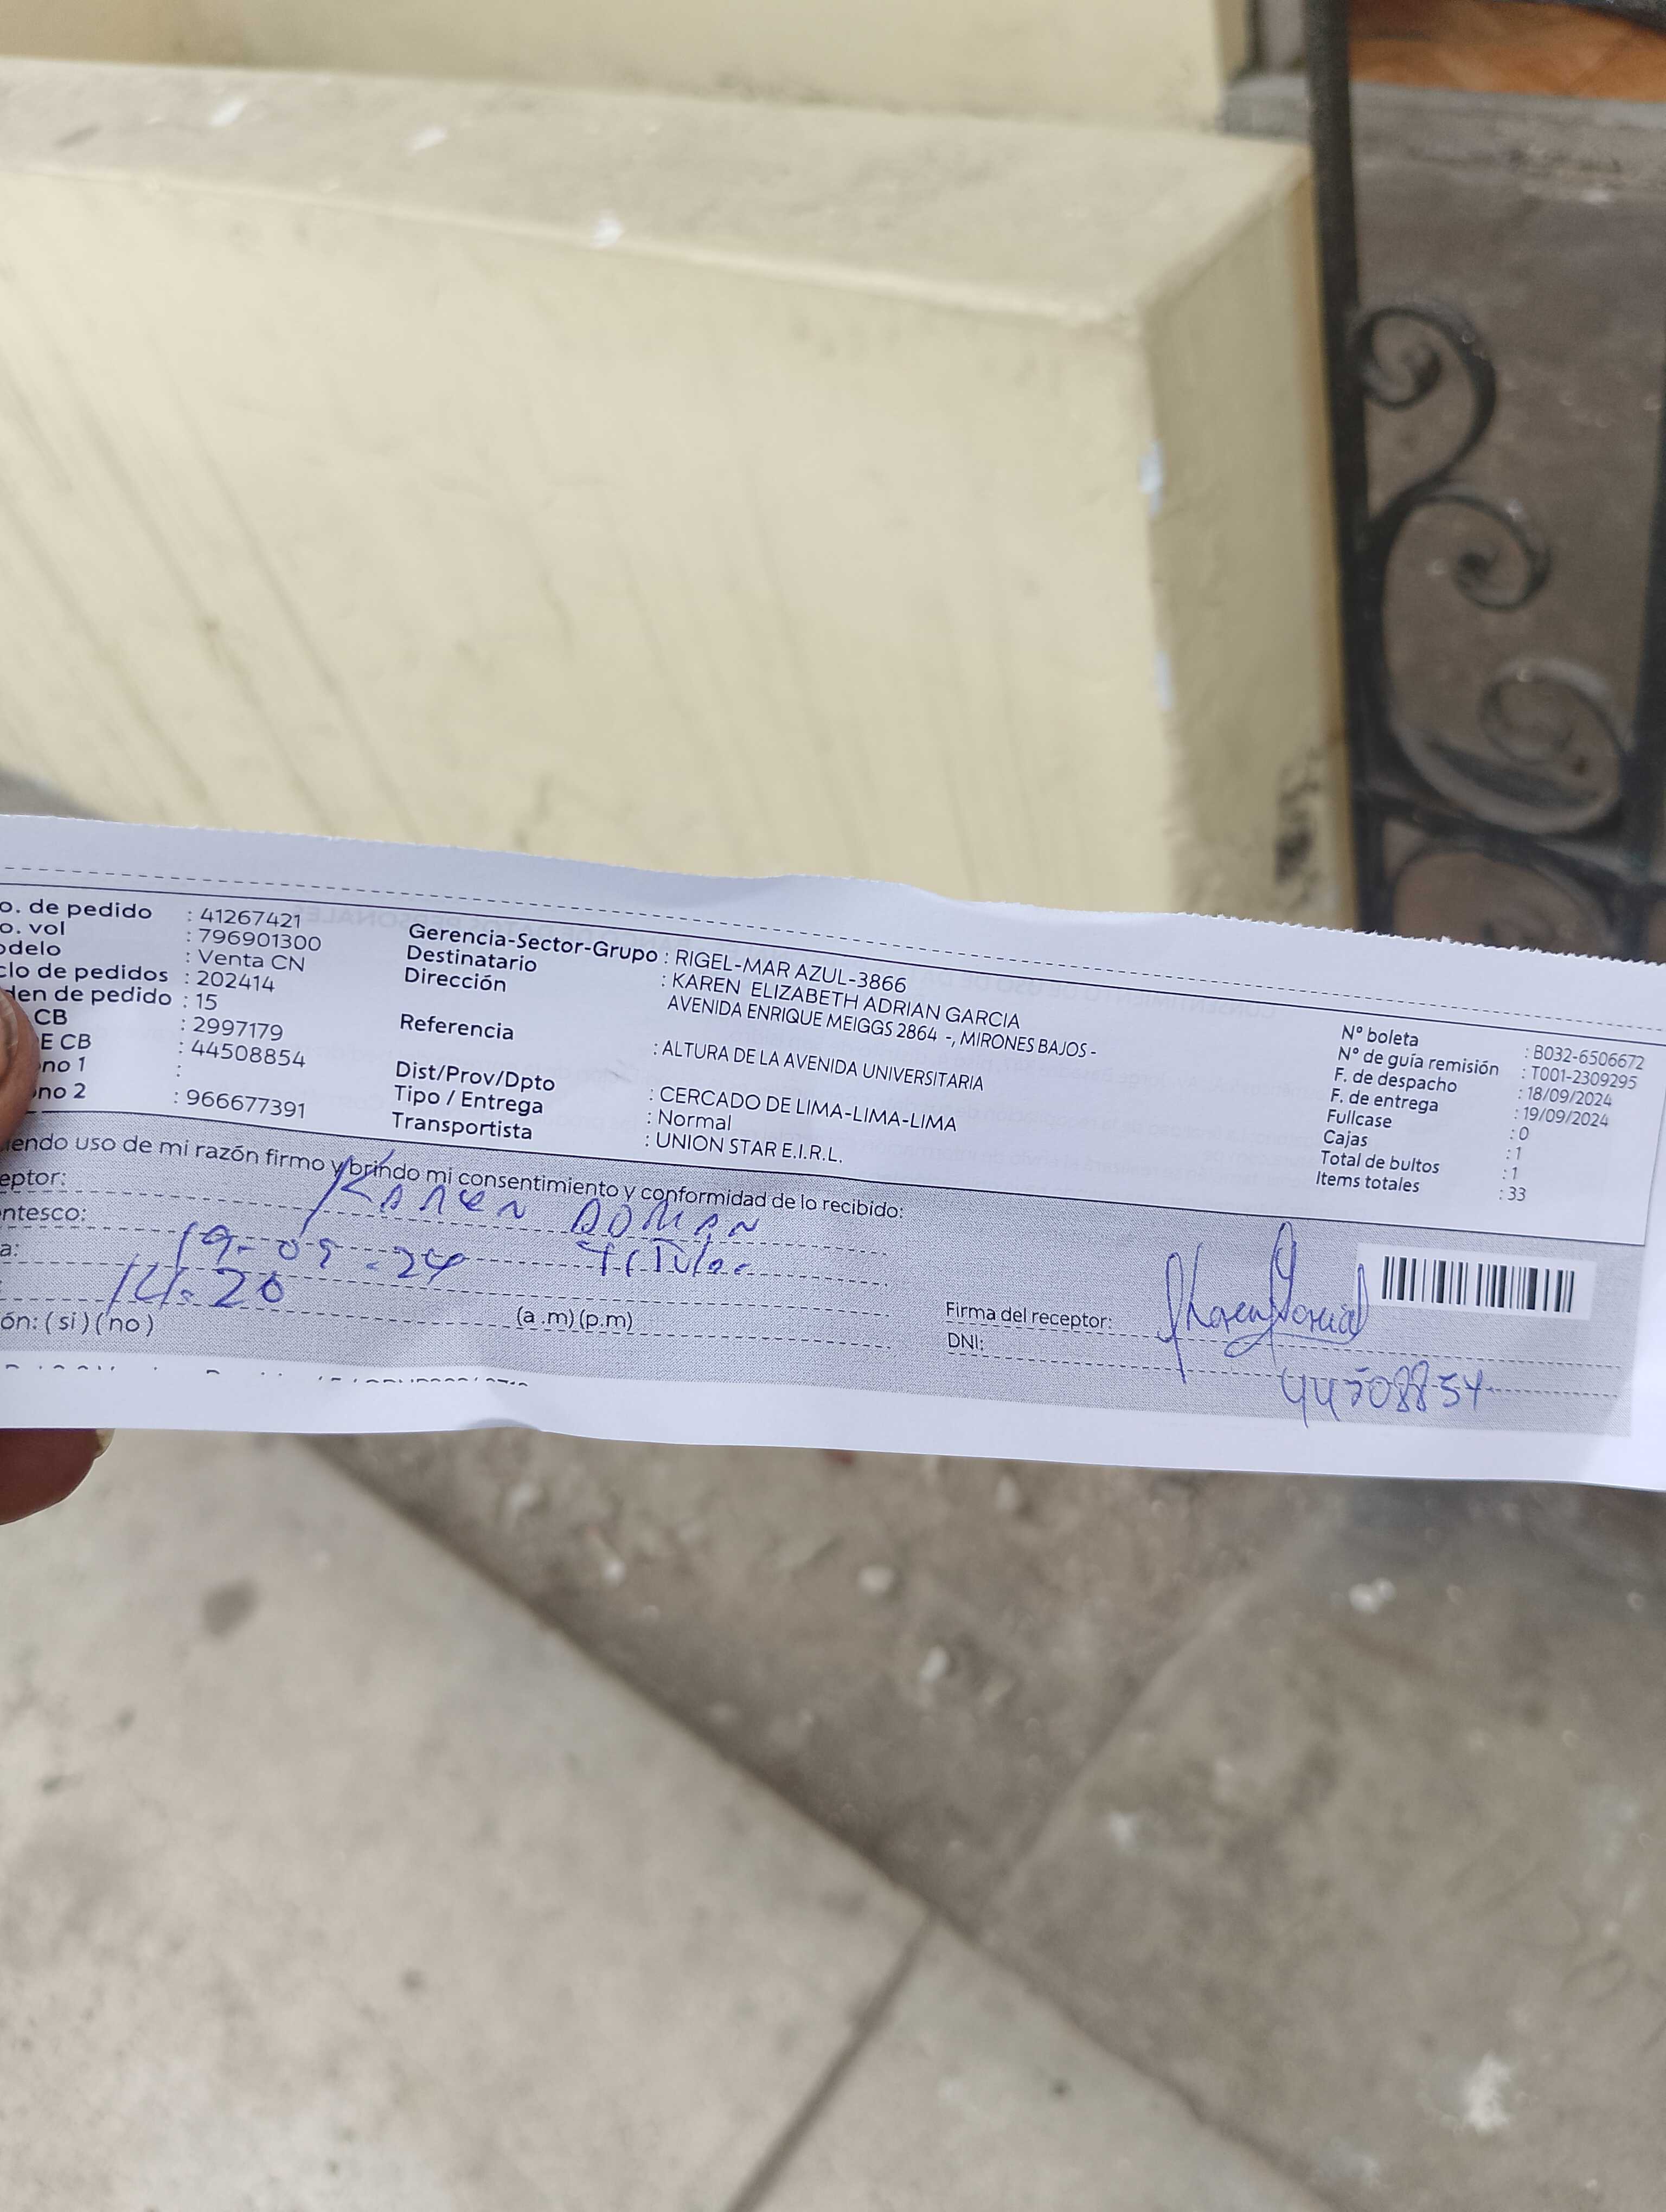 o. de pedido : 41267421
o. vol : 796901300
odelo : Venta CN
clo de pedidos : 202414
den de pedido : 15
CB : 2997179
E CB : 44508854
no 1 :
no 2 : 966677391
Gerencia-Sector-Grupo : RIGEL-MAR AZUL-3866
Destinatario : KAREN ELIZABETH ADRIAN GARCIA
Dirección AVENIDA ENRIQUE MEIGGS 2864 -, MIRONES BAJOS -
Referencia : ALTURA DE LA AVENIDA UNIVERSITARIA
Dist/Prov/Dpto : CERCADO DE LIMA-LIMA-LIMA
Tipo / Entrega : Normal
Transportista : UNION STAR E.I.R.L.
N° boleta : B032-6506672
N° de guía remisión : T001-2309295
F. de despacho : 18/09/2024
F. de entrega : 19/09/2024
Fullcase : 0
Cajas : 1
Total de bultos : 1
Items totales : 33
iendo uso de mi razón firmo y brindo mi consentimiento y conformidad de lo recibido:
eptor: KAREN
ntesco: Titular
a: 19-09-24
14:20 (a.m)(p.m)
ón: (si)(no)
Firma del receptor:
DNI: 44508854